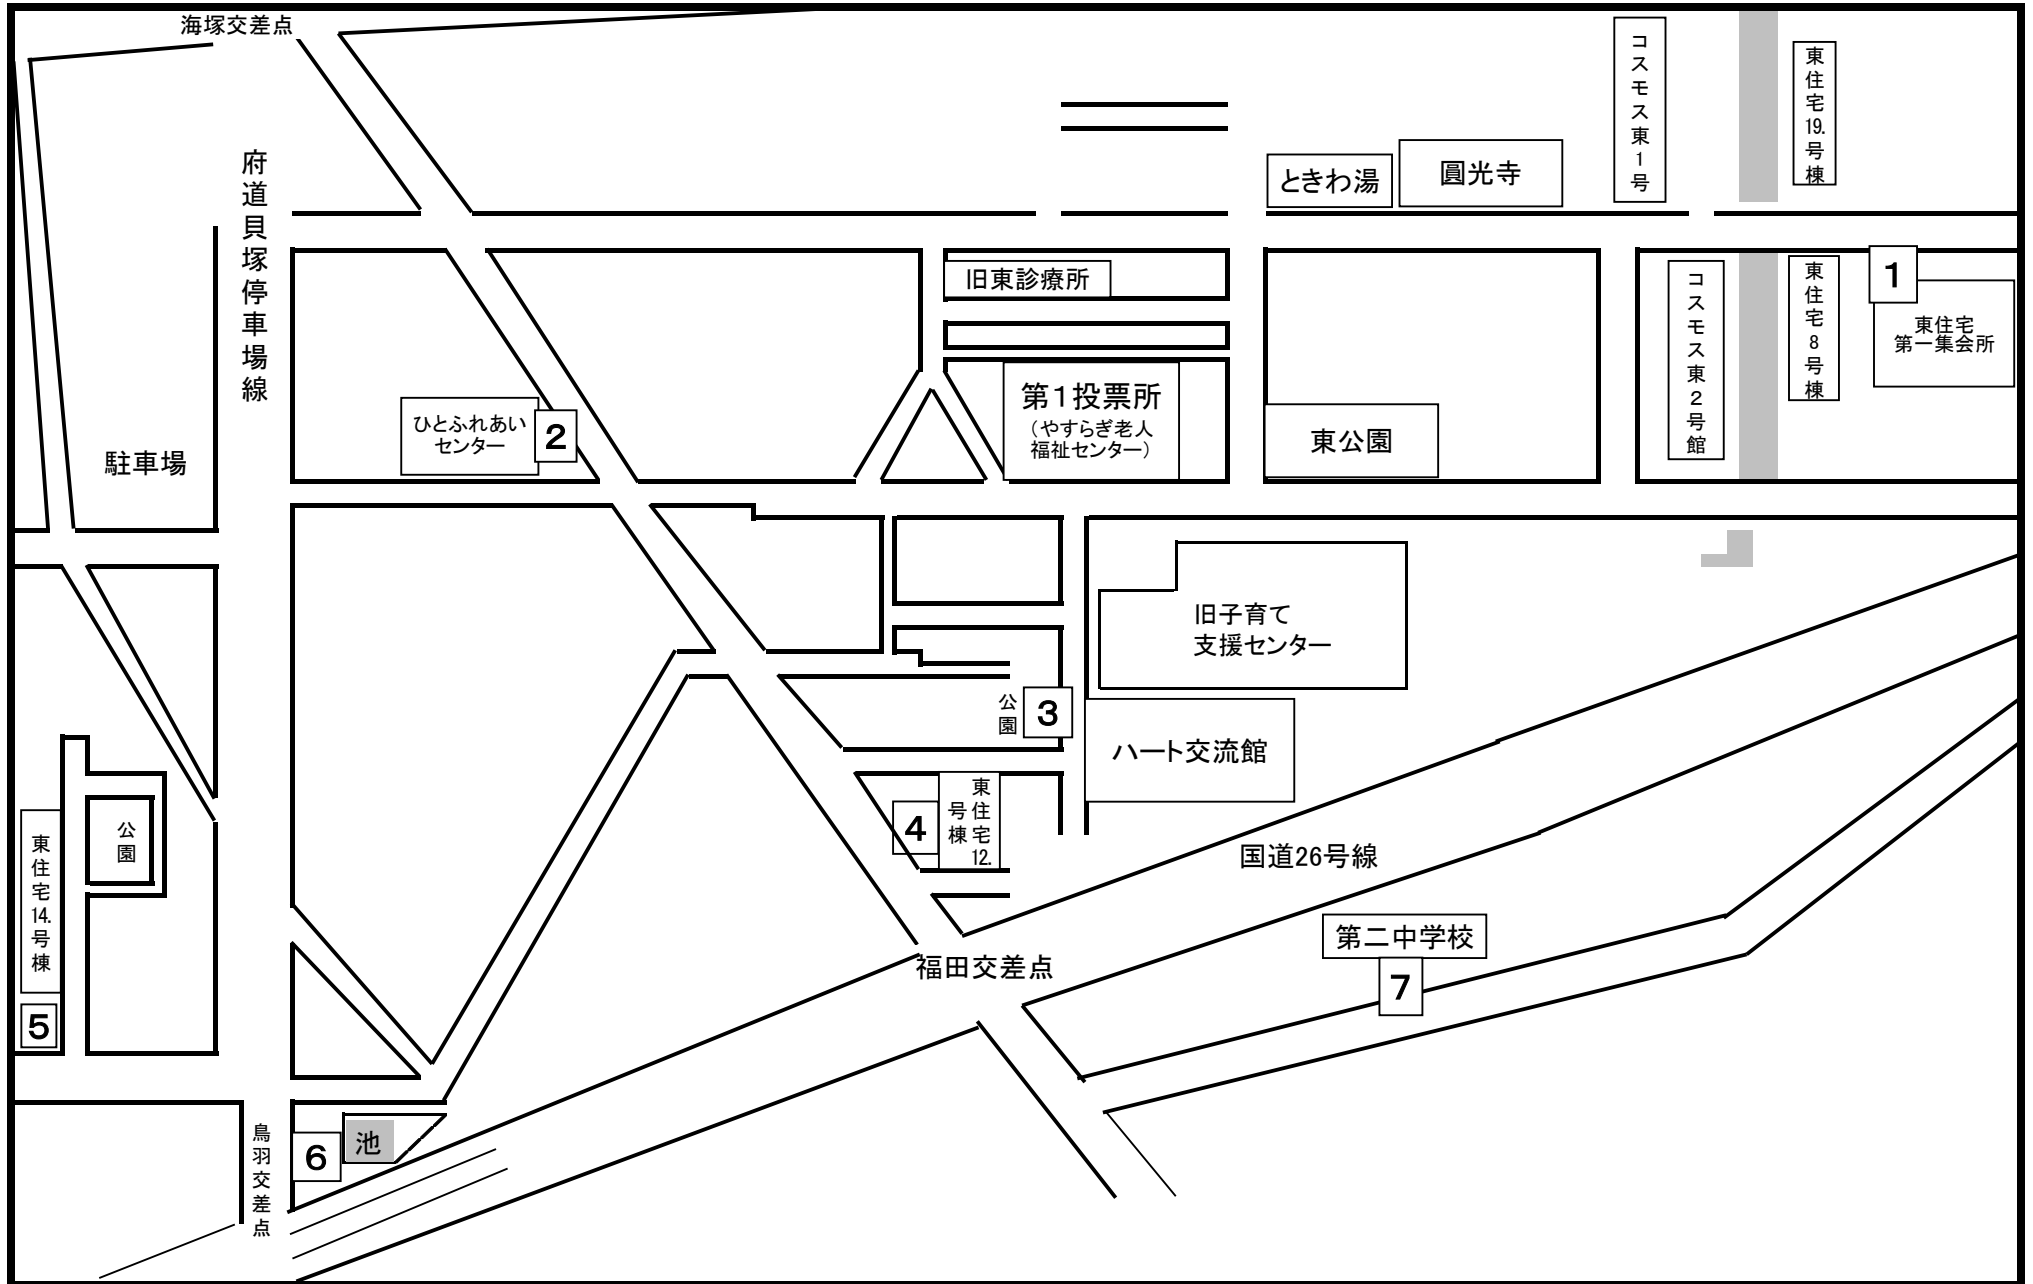 海塚交差点
コスモス東1号
東住宅19.号棟
府道貝塚停車場線
ときわ湯
圓光寺
旧東診療所
コスモス東2号館
東住宅8号棟
1
東住宅
第一集会所
ひとふれあい
センター
2
第1投票所
(やすらぎ老人
福祉センター)
東公園
駐車場
旧子育て
支援センター
公園
3
ハート交流館
4
東住宅12.
号棟
公園
東住宅14.号棟
国道26号線
第二中学校
7
福田交差点
5
鳥羽交差点
6
池